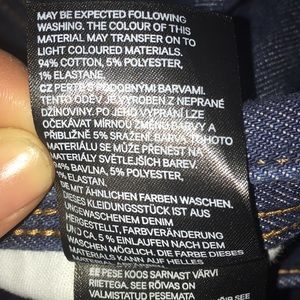 MAY BE EXPECTED FOLLOWING
WASHING. THE COLOUR OF THIS
MATERIAL MAY TRANSFER ON TO
LIGHT COLOURED MATERIALS.
94% COTTON, 5% POLYESTER,
1% ELASTANE.
CZ PERTE S PODOBNÝMI BARVAMI.
TENTO ODĚV JE VYROBEN Z NEPRANÉ
DŽÍNOVINY. PO JEHO VYPRÁNÍ LZE
OČEKÁVAT MÍRNOU ZMĚNU BARVY A
PŘIBLIŽNĚ 5% SRAŽENÍ. BARVA TOHOTO
MATERIÁLU SE MŮŽE PŘENÉST NA
MATERIÁLY SVĚTLEJŠÍCH BAREV.
94% BAVLNA, 5% POLYESTER,
1% ELASTAN.
DE MIT ÄHNLICHEN FARBEN WASCHEN.
DIESES KLEIDUNGSSTÜCK IST AUS
UNGEWASCHENEM DENIM
UND CA. 5 % EINLAUFEN NACH DEM
WASCHEN MÖGLICH. DIE FARBE DIESES
MATERIALS KANN AUF HELLE
EE PESE KOOS SARNAST VÄRVI
RIIETEGA. SEE RÕIVAS ON
VALMISTATUD PESEMATA